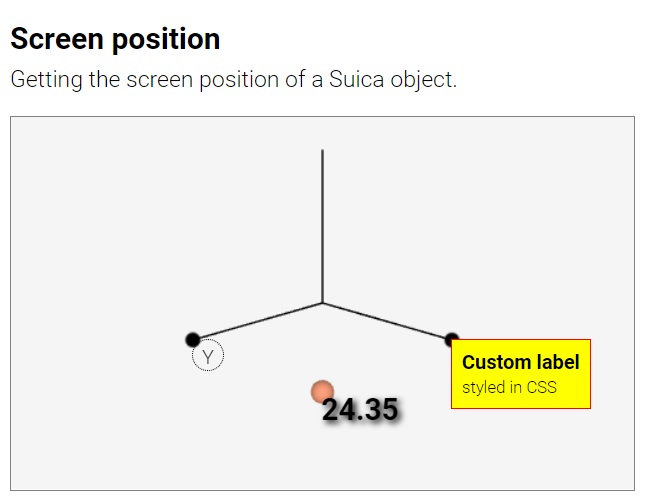 Screen position
Getting the screen position of a Suica object.
Y
Custom label
styled in CSS
24.35